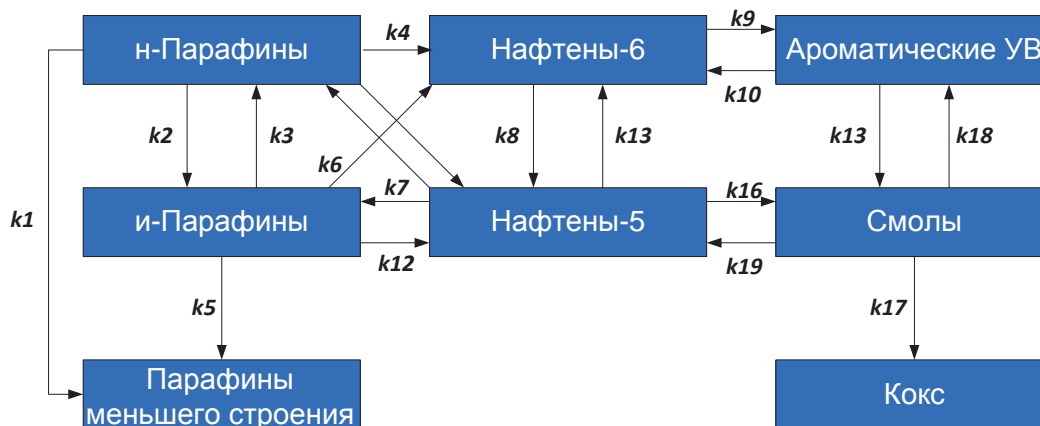 н-Парафины
k4
Нафтены-6
k9
Ароматические УВ
k10
k2
k3
k6
k8
k13
k13
k18
k1
и-Парафины
k7
Нафтены-5
k16
Смолы
k12
k19
k5
k17
Парафины
меньшего строения
Кокс